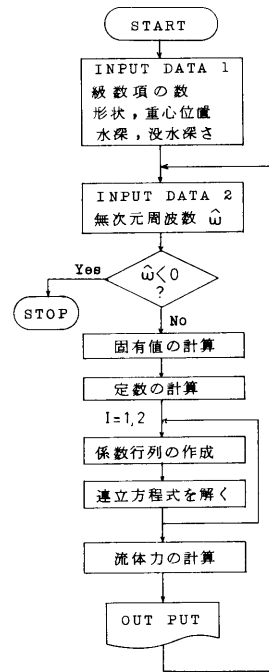 START
INPUT DATA 1
級数項の数
形状,重心位置
水深,没水深さ
INPUT DATA 2
無次元周波数 ω̂
Yes
ω̂<0
?
STOP
No
固有値の計算
定数の計算
I=1,2
係数行列の作成
連立方程式を解く
流体力の計算
OUT PUT